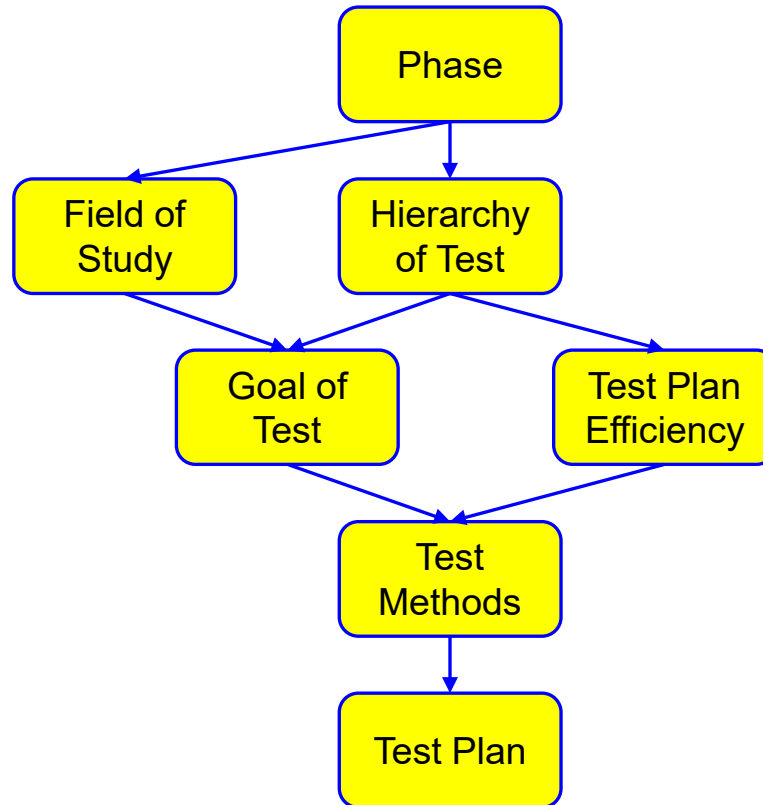 Phase
Field of
Study
Hierarchy
of Test
Goal of
Test
Test Plan
Efficiency
Test
Methods
Test Plan